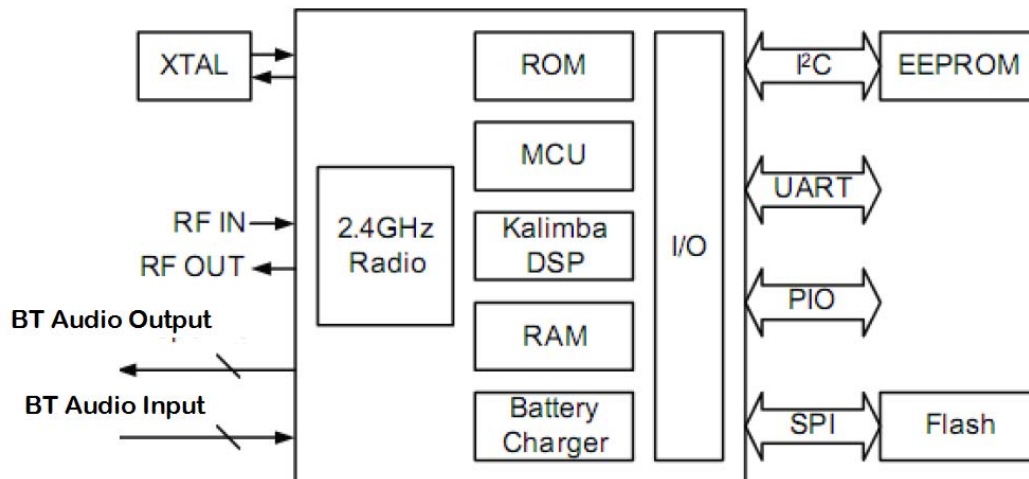 XTAL
RF IN
RF OUT
BT Audio Output
BT Audio Input
2.4GHz
Radio
ROM
MCU
Kalimba
DSP
RAM
Battery
Charger
I/O
I²C
UART
PIO
SPI
EEPROM
Flash